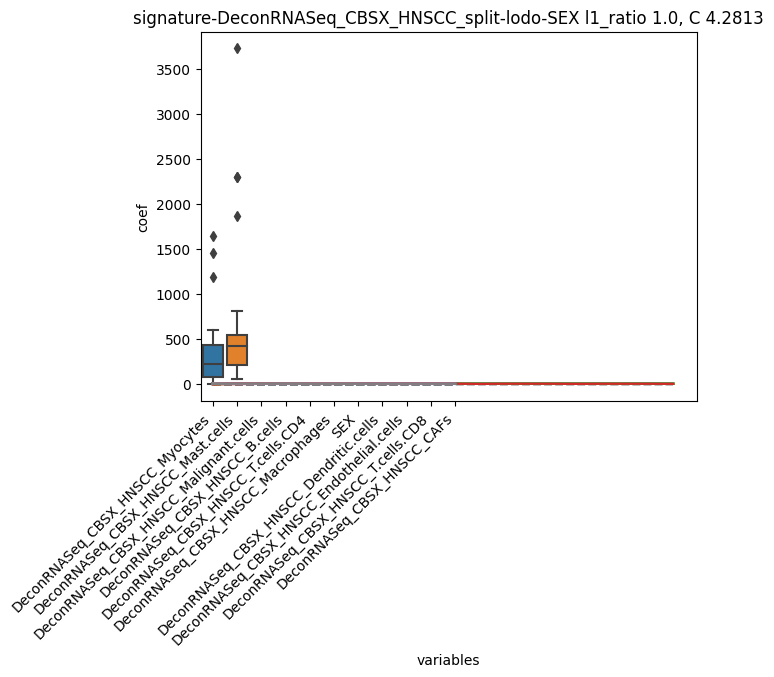 signature-DeconRNASeq_CBSX_HNSCC_split-lodo-SEX l1_ratio 1.0, C 4.2813
3500
3000
2500
2000
1500
1000
500
0
coef
DeconRNASeq_CBSX_HNSCC_Myocytes
DeconRNASeq_CBSX_HNSCC_Mast.cells
DeconRNASeq_CBSX_HNSCC_Malignant.cells
DeconRNASeq_CBSX_HNSCC_B.cells
DeconRNASeq_CBSX_HNSCC_T.cells.CD4
DeconRNASeq_CBSX_HNSCC_Macrophages
SEX
DeconRNASeq_CBSX_HNSCC_Dendritic.cells
DeconRNASeq_CBSX_HNSCC_Endothelial.cells
DeconRNASeq_CBSX_HNSCC_T.cells.CD8
DeconRNASeq_CBSX_HNSCC_CAFs
variables